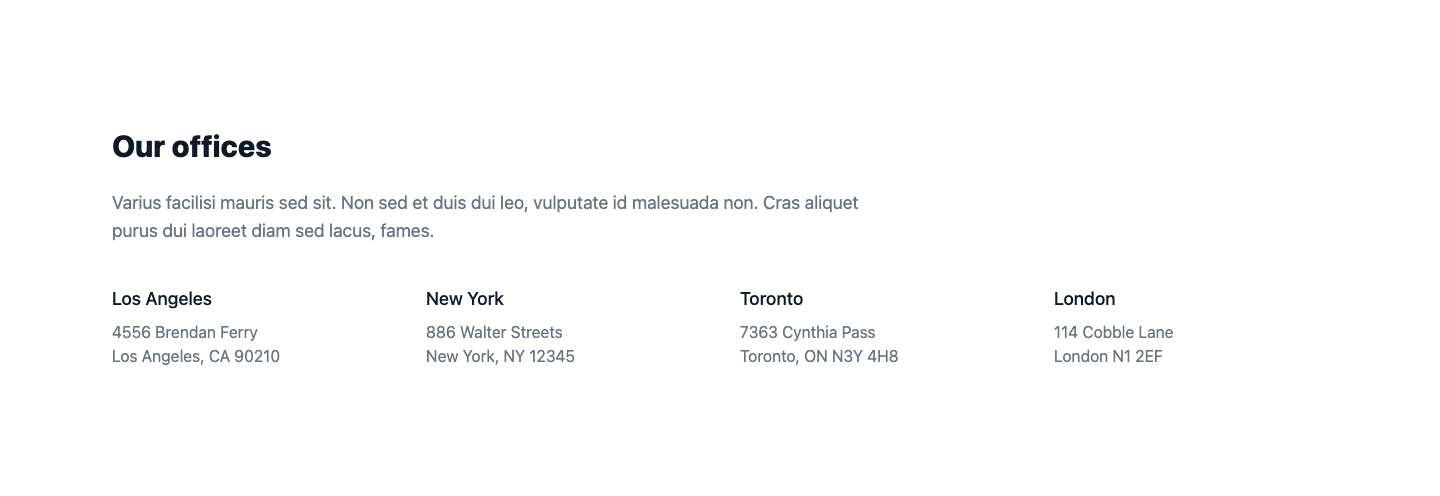 Our offices
Varius facilisi mauris sed sit. Non sed et duis dui leo, vulputate id malesuada non. Cras aliquet
purus dui laoreet diam sed lacus, fames.
Los Angeles
4556 Brendan Ferry
Los Angeles, CA 90210
New York
886 Walter Streets
New York, NY 12345
Toronto
7363 Cynthia Pass
Toronto, ON N3Y 4H8
London
114 Cobble Lane
London N1 2EF